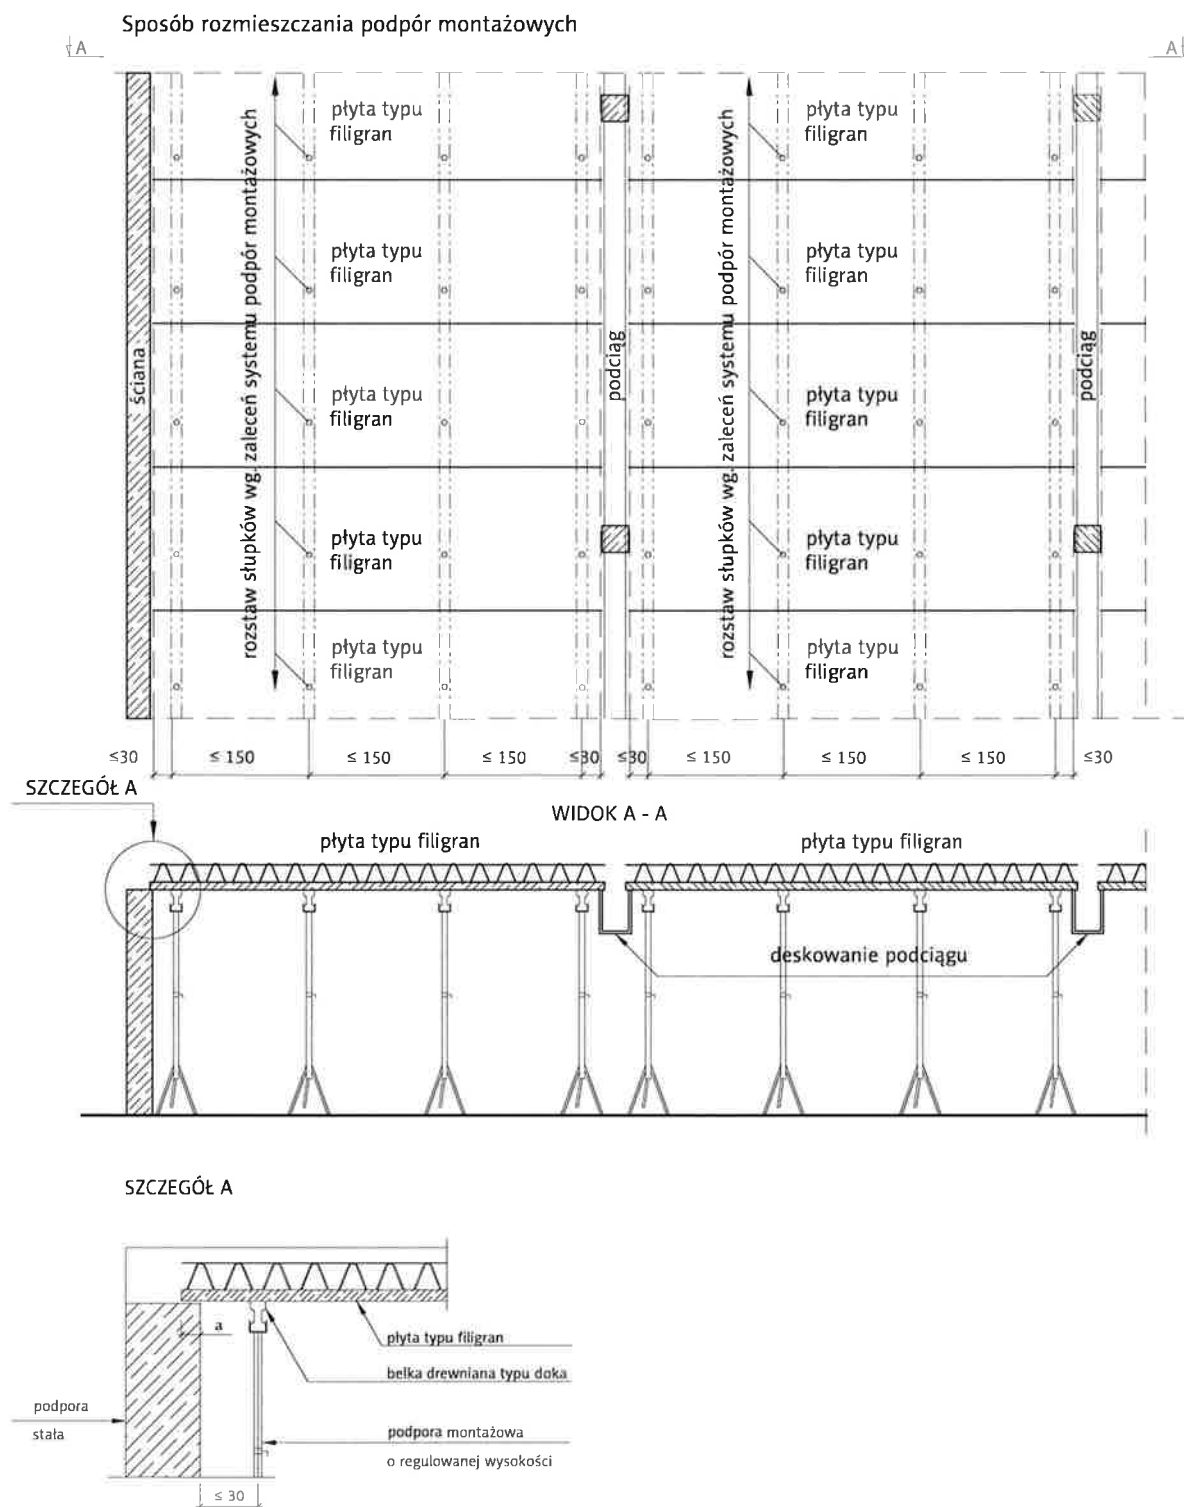 Sposób rozmieszczania podpór montażowych
A
A
płyta typu
filigran
płyta typu
filigran
płyta typu
filigran
płyta typu
filigran
płyta typu
filigran
płyta typu
filigran
płyta typu
filigran
płyta typu
filigran
płyta typu
filigran
płyta typu
filigran
ściana
rozstaw słupków wg. zaleceń systemu podpór montażowych
podciąg
rozstaw słupków wg. zaleceń systemu podpór montażowych
podciąg
≤30
≤ 150
≤ 150
≤ 150
≤30
≤30
≤ 150
≤ 150
≤ 150
≤30
SZCZEGÓŁ A
WIDOK A - A
płyta typu filigran
płyta typu filigran
deskowanie podciągu
SZCZEGÓŁ A
a
płyta typu filigran
belka drewniana typu doka
podpora
stała
podpora montażowa
o regulowanej wysokości
≤ 30